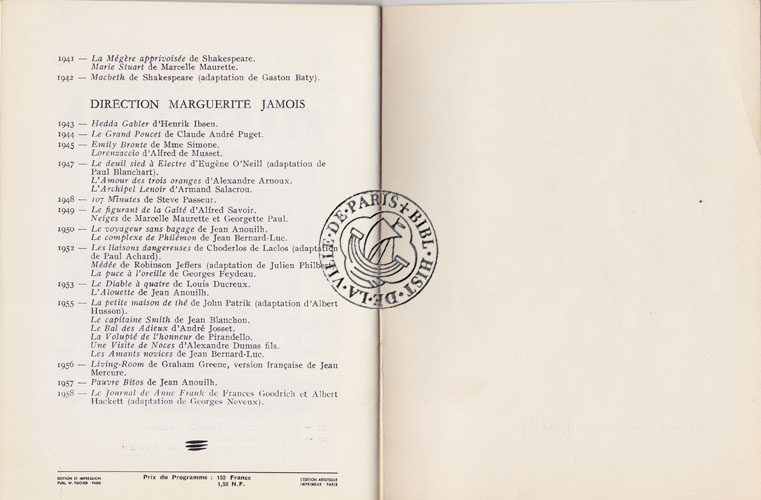 1941 — La Mégère apprivoisée de Shakespeare.
Marie Stuart de Marcelle Maurette.
1942 — Macbeth de Shakespeare (adaptation de Gaston Baty).
DIRECTION MARGUERITE JAMOIS
1943 — Hedda Gabler d'Henrik Ibsen.
1944 — Le Grand Poucet de Claude André Puget.
1945 — Emily Bronte de Mme Simone.
Lorenzaccio d'Alfred de Musset.
1947 — Le deuil sied à Electre d'Eugène O'Neill (adaptation de
Paul Blanchart).
L'Amour des trois oranges d'Alexandre Arnoux.
L'Archipel Lenoir d'Armand Salacrou.
1948 — 107 Minutes de Steve Passeur.
1949 — Le figurant de la Gaîté d'Alfred Savoir.
Neiges de Marcelle Maurette et Georgette Paul.
1950 — Le voyageur sans bagage de Jean Anouilh.
Le complexe de Philémon de Jean Bernard-Luc.
1952 — Les liaisons dangereuses de Choderlos de Laclos (adaptation
de Paul Achard).
Médée de Robinson Jeffers (adaptation de Julien Philbert
La puce à l'oreille de Georges Feydeau.
1953 — Le Diable à quatre de Louis Ducreux.
L'Alouette de Jean Anouilh.
1955 — La petite maison de thé de John Patrik (adaptation d'Albert
Husson).
Le capitaine Smith de Jean Blanchon.
Le Bal des Adieux d'André Josset.
La Volupté de l'honneur de Pirandello.
Une Visite de Noces d'Alexandre Dumas fils.
Les Amants novices de Jean Bernard-Luc.
1956 — Living-Room de Graham Greene, version française de Jean
Mercure.
1957 — Pauvre Bitos de Jean Anouilh.
1958 — Le Journal de Anne Frank de Frances Goodrich et Albert
Hackett (adaptation de Georges Neveux).
EDITION ET IMPRESSION
PUBL. W. FISCHER - PARIS
Prix du Programme : 150 Francs
1,50 N.F.
L'EDITION ARTISTIQUE
IMPRIMEUR - PARIS
BIBL. HIST. DE LA VILLE DE PARIS